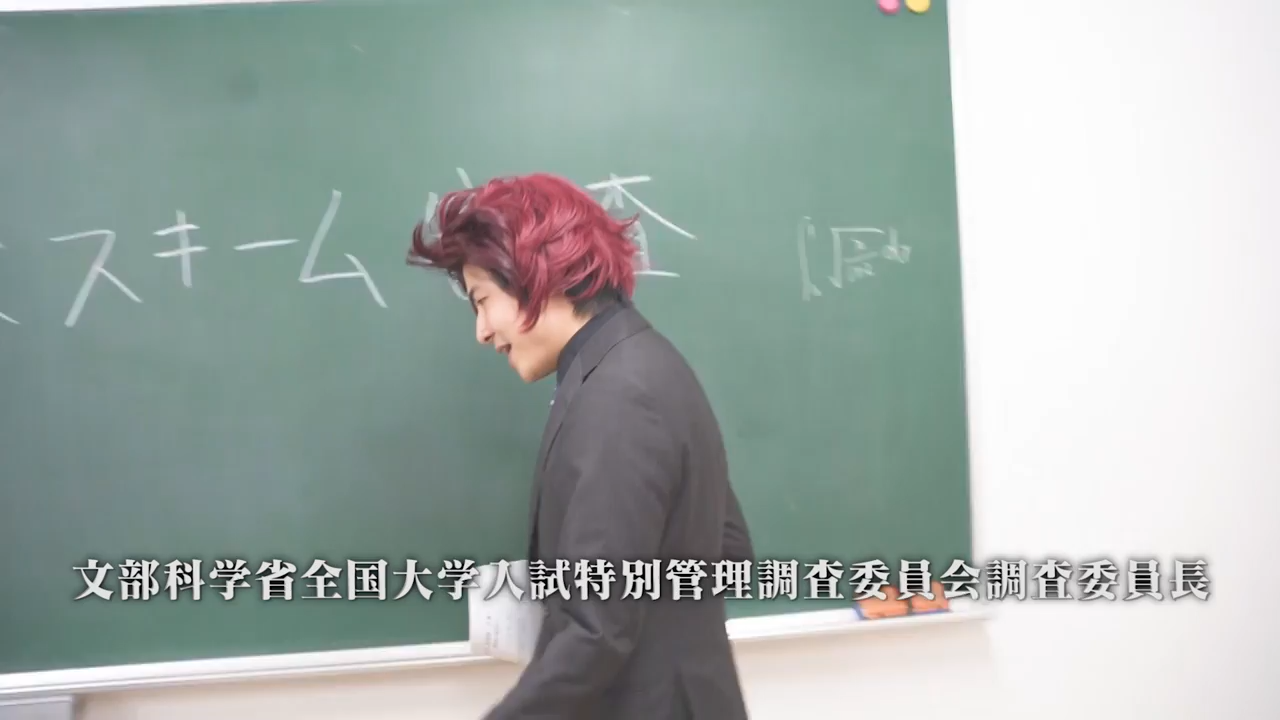 スキーム
査
文部科学省全国大学入試特別管理調査委員会調査委員長